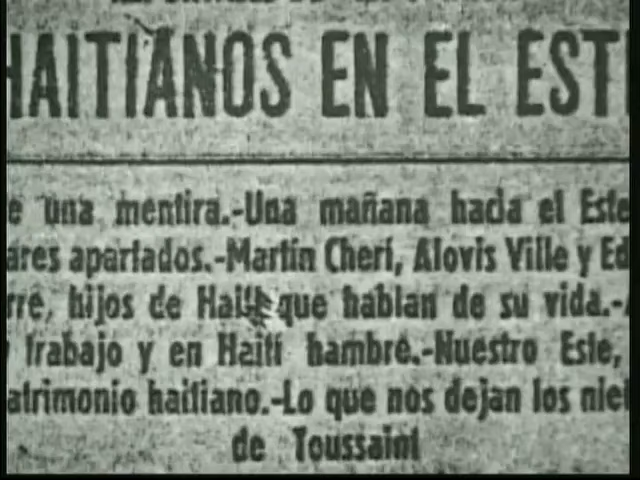 HAITIANOS EN EL ESTE
e una mentira.-Una mañana hacia el Este
ares apartados.-Martín Cherí, Alovis Ville y Ed
rre, hijos de Haití que hablan de su vida.-
y trabajo y en Haití hambre.-Nuestro Este,
atrimonio haitiano.-Lo que nos dejan los niet
de Toussaint